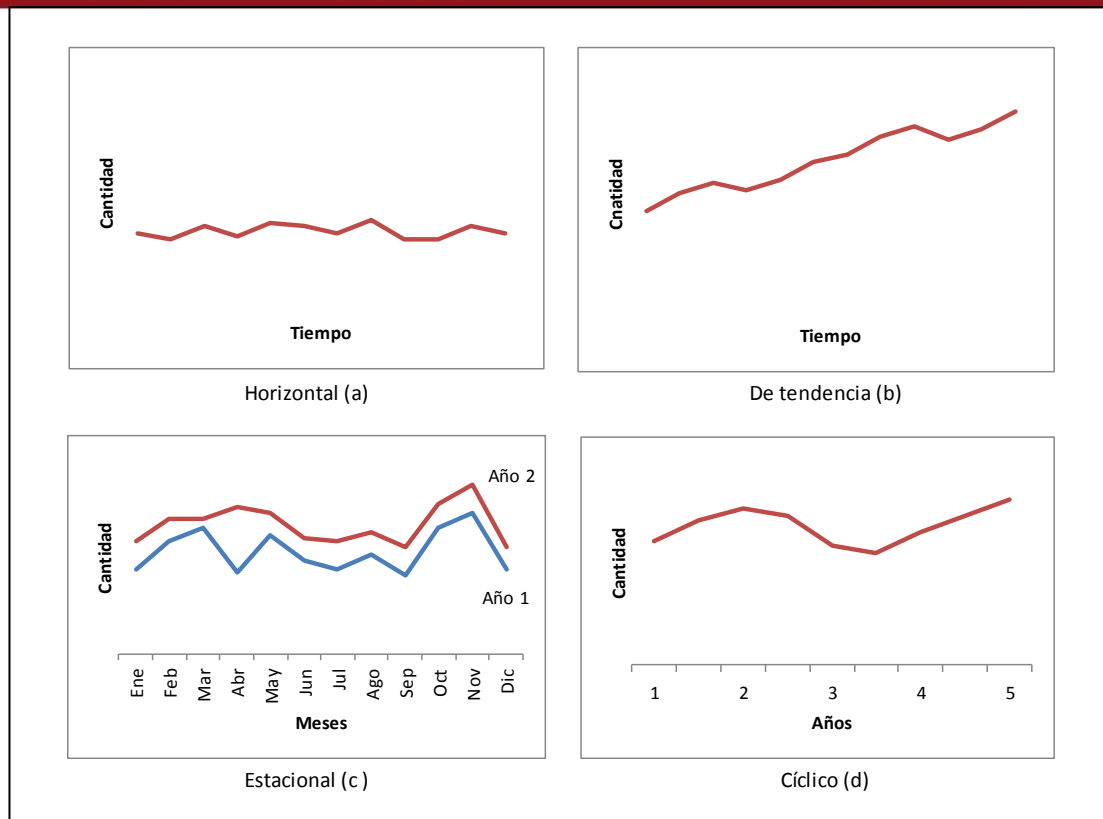 Cantidad
Tiempo
Horizontal (a)
Cnatidad
Tiempo
De tendencia (b)
Cantidad
Año 2
Año 1
Ene Feb Mar Abr May Jun Jul Ago Sep Oct Nov Dic
Meses
Estacional (c )
Cantidad
1 2 3 4 5
Años
Cíclico (d)